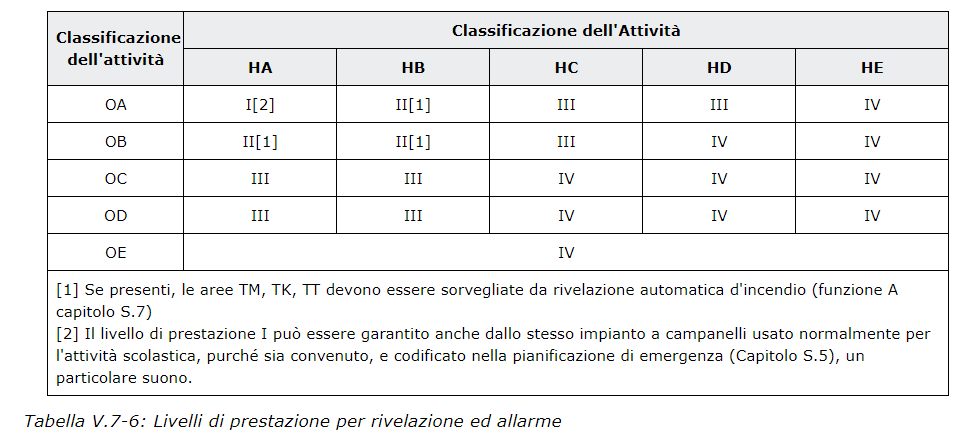 Classificazione dell'attività
Classificazione dell'Attività
HA HB HC HD HE
OA I[2] II[1] III III IV
OB II[1] II[1] III IV IV
OC III III IV IV IV
OD III III IV IV IV
OE IV
[1] Se presenti, le aree TM, TK, TT devono essere sorvegliate da rivelazione automatica d'incendio (funzione A
capitolo S.7)
[2] Il livello di prestazione I può essere garantito anche dallo stesso impianto a campanelli usato normalmente per
l'attività scolastica, purché sia convenuto, e codificato nella pianificazione di emergenza (Capitolo S.5), un
particolare suono.
Tabella V.7-6: Livelli di prestazione per rivelazione ed allarme